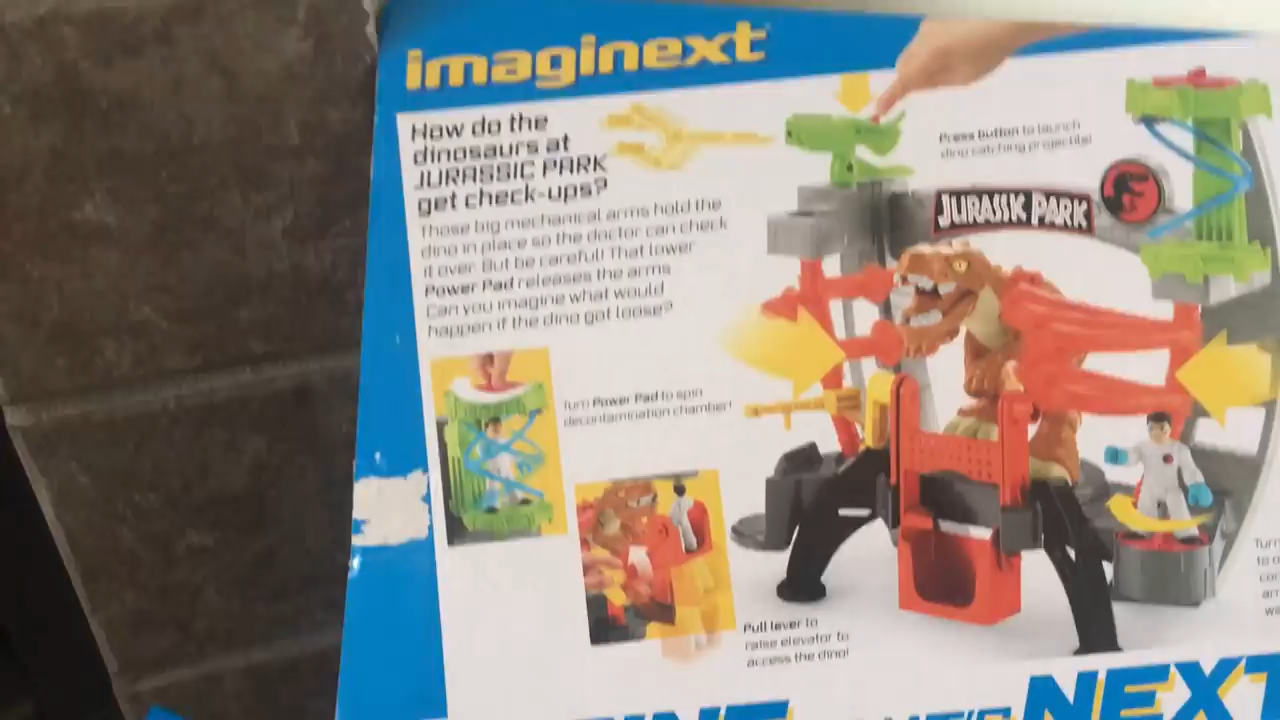 imaginext
How do the
dinosaurs at
JURASSIC PARK
get check-ups?
Those big mechanical arms hold the
dino in place so the doctor can check
it over. But be careful! That lower
Power Pad releases the arms
Can you imagine what would
happen if the dino got loose?
Press button to launch
dino catching projectile!
JURASSIC PARK
Turn Power Pad to spin
decontamination chamber!
Pull lever to
raise elevator to
access the dino!
Turn
to
NEXT